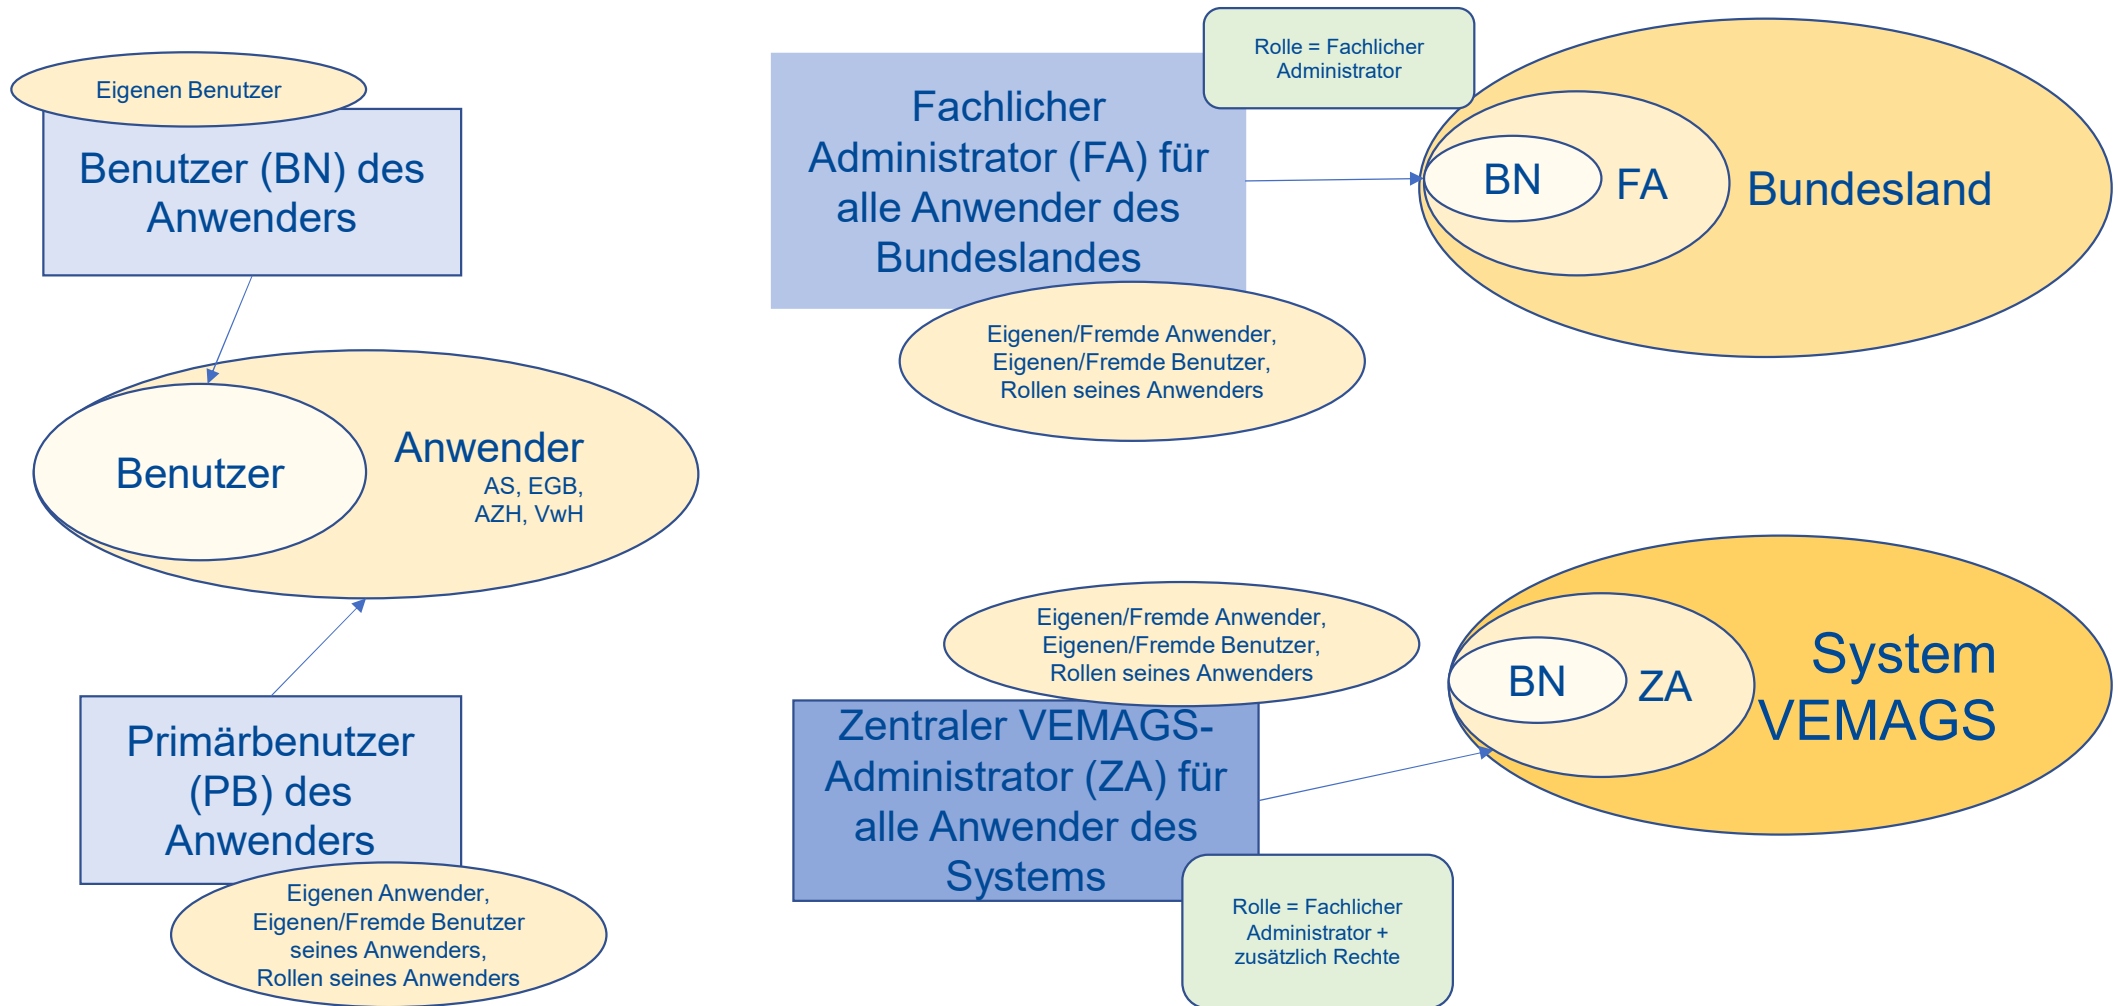 Eigenen Benutzer
Benutzer (BN) des
Anwenders
Benutzer
Anwender
AS, EGB,
AZH, VwH
Primärbenutzer
(PB) des
Anwenders
Eigenen Anwender,
Eigenen/Fremde Benutzer
seines Anwenders,
Rollen seines Anwenders
Rolle = Fachlicher
Administrator
Fachlicher
Administrator (FA) für
alle Anwender des
Bundeslandes
Eigenen/Fremde Anwender,
Eigenen/Fremde Benutzer,
Rollen seines Anwenders
BN
FA
Bundesland
Eigenen/Fremde Anwender,
Eigenen/Fremde Benutzer,
Rollen seines Anwenders
Zentraler VEMAGS-
Administrator (ZA) für
alle Anwender des
Systems
Rolle = Fachlicher
Administrator +
zusätzlich Rechte
BN
ZA
System
VEMAGS